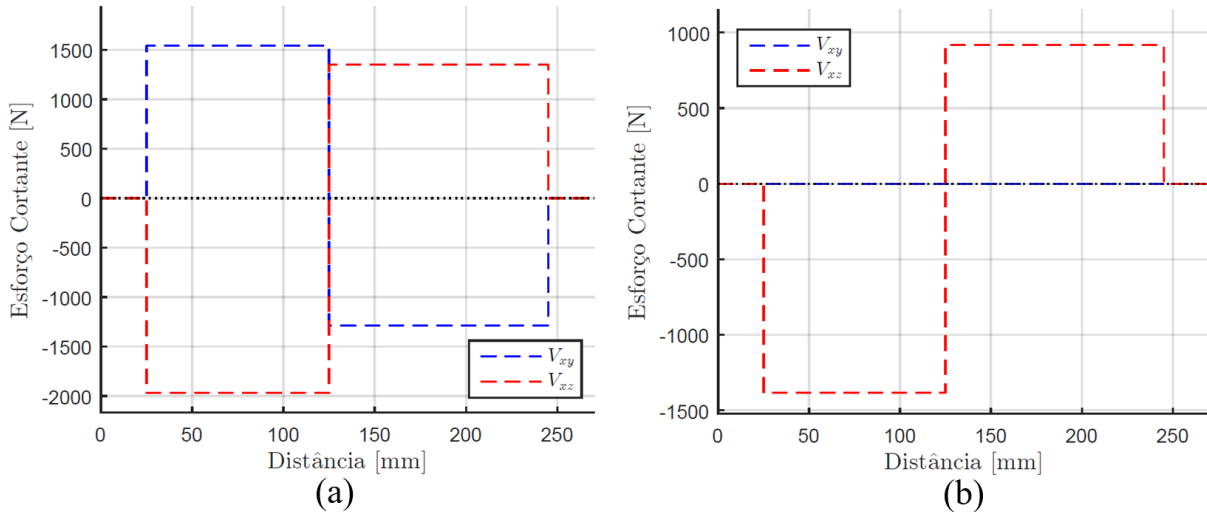 1500
1000
500
0
-500
-1000
-1500
-2000
Esforço Cortante [N]
0 50 100 150 200 250
Distância [mm]
V_xy
V_xz
(a)
1000
500
0
-500
-1000
-1500
Esforço Cortante [N]
0 50 100 150 200 250
Distância [mm]
V_xy
V_xz
(b)